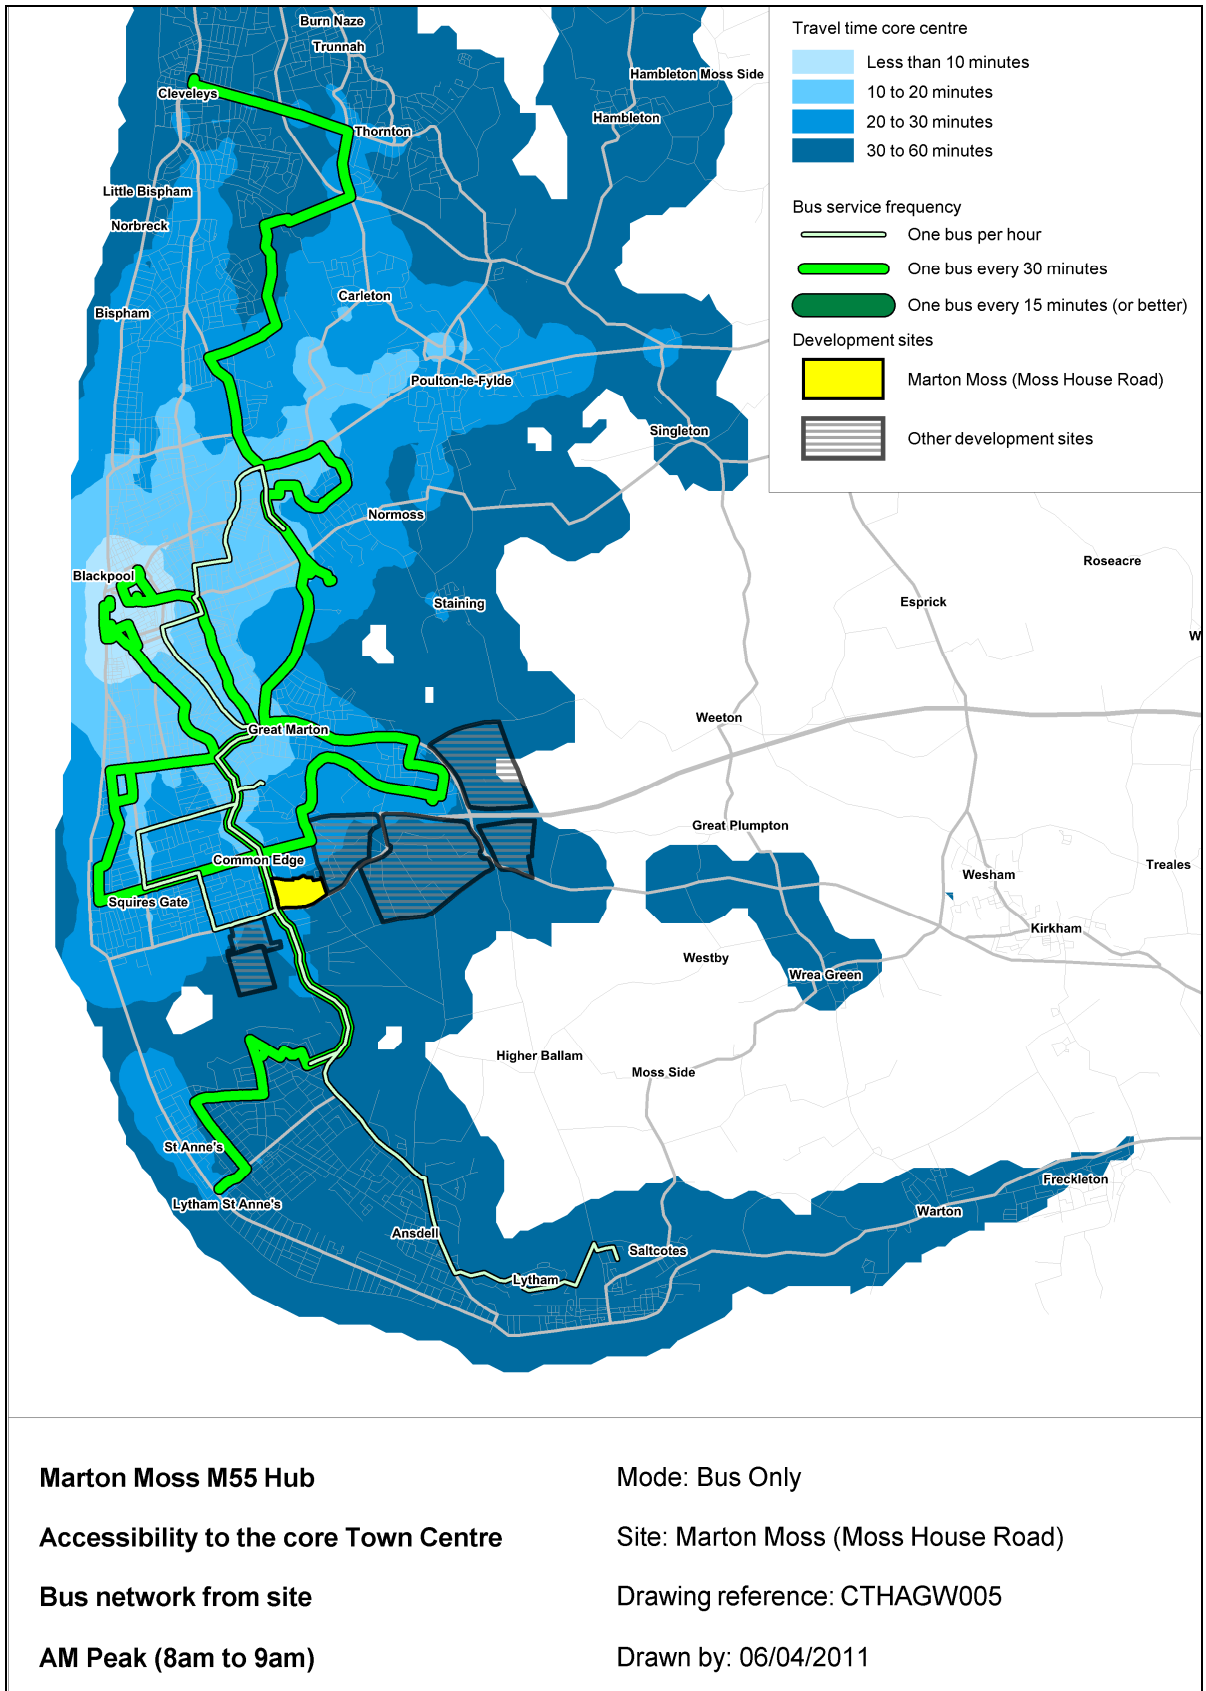 Burn Naze
Trunnah
Hambleton Moss Side
Cleveleys
Hambleton
Thornton
Little Bispham
Norbreck
Carleton
Bispham
Poulton-le-Fylde
Singleton
Normoss
Blackpool
Staining
Roseacre
Esprick
W
Weeton
Great Marton
Great Plumpton
Common Edge
Treales
Wesham
Squires Gate
Kirkham
Westby
Wrea Green
Higher Ballam
Moss Side
St Anne's
Freckleton
Lytham St Anne's
Warton
Ansdell
Saltcotes
Lytham
Travel time core centre
Less than 10 minutes
10 to 20 minutes
20 to 30 minutes
30 to 60 minutes
Bus service frequency
One bus per hour
One bus every 30 minutes
One bus every 15 minutes (or better)
Development sites
Marton Moss (Moss House Road)
Other development sites
Marton Moss M55 Hub
Accessibility to the core Town Centre
Bus network from site
AM Peak (8am to 9am)
Mode: Bus Only
Site: Marton Moss (Moss House Road)
Drawing reference: CTHAGW005
Drawn by: 06/04/2011